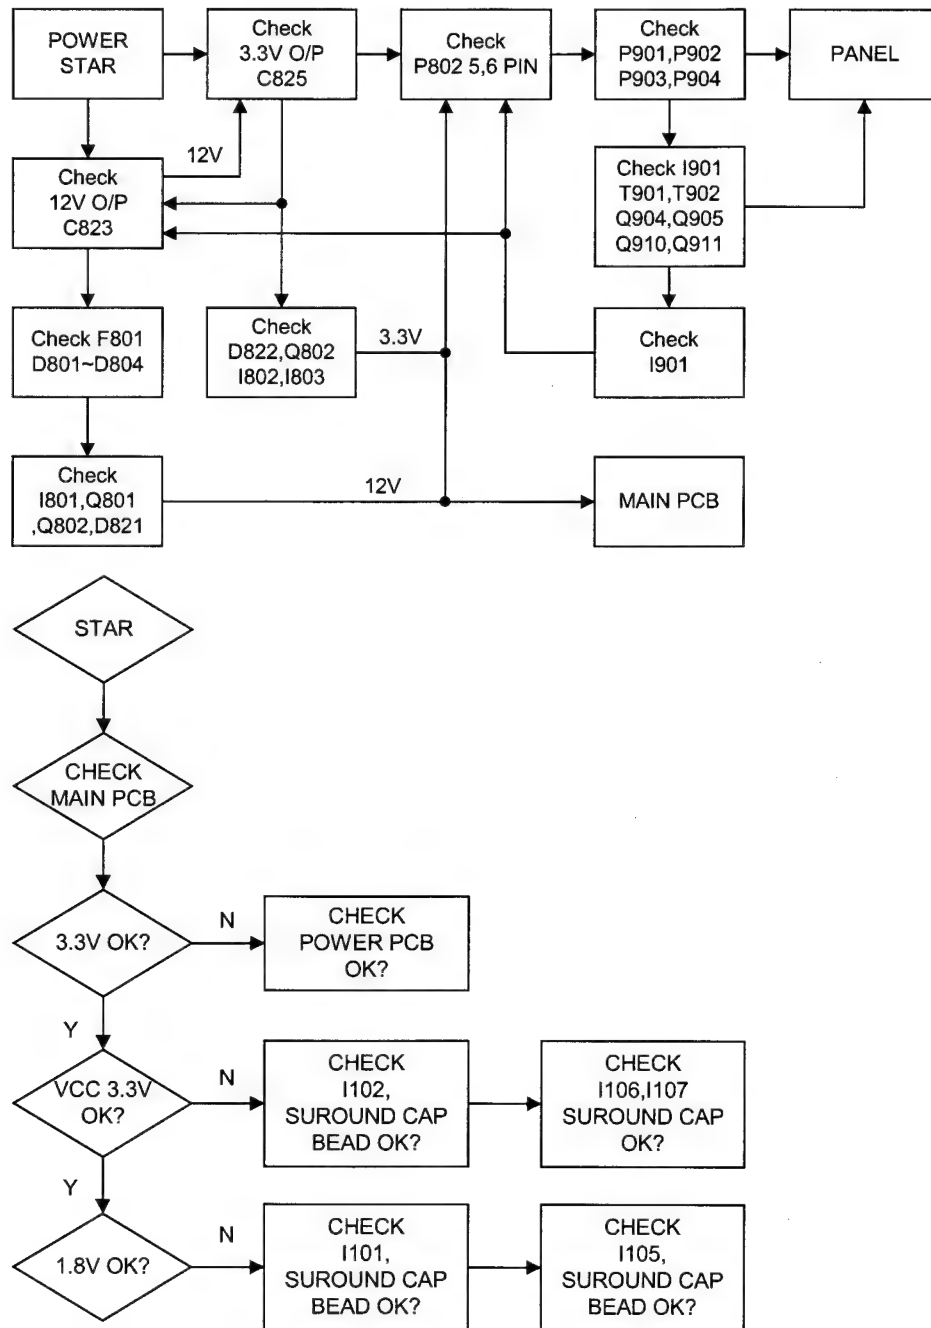 POWER
STAR
Check
3.3V O/P
C825
Check
P802 5,6 PIN
Check
P901,P902
P903,P904
PANEL
12V
Check
12V O/P
C823
Check I901
T901,T902
Q904,Q905
Q910,Q911
Check F801
D801~D804
Check
D822,Q802
I802,I803
3.3V
Check
I901
Check
I801,Q801
,Q802,D821
12V
MAIN PCB
STAR
CHECK
MAIN PCB
3.3V OK?
N
CHECK
POWER PCB
OK?
Y
VCC 3.3V
OK?
N
CHECK
I102,
SUROUND CAP
BEAD OK?
CHECK
I106,I107
SUROUND CAP
OK?
Y
1.8V OK?
N
CHECK
I101,
SUROUND CAP
BEAD OK?
CHECK
I105,
SUROUND CAP
BEAD OK?